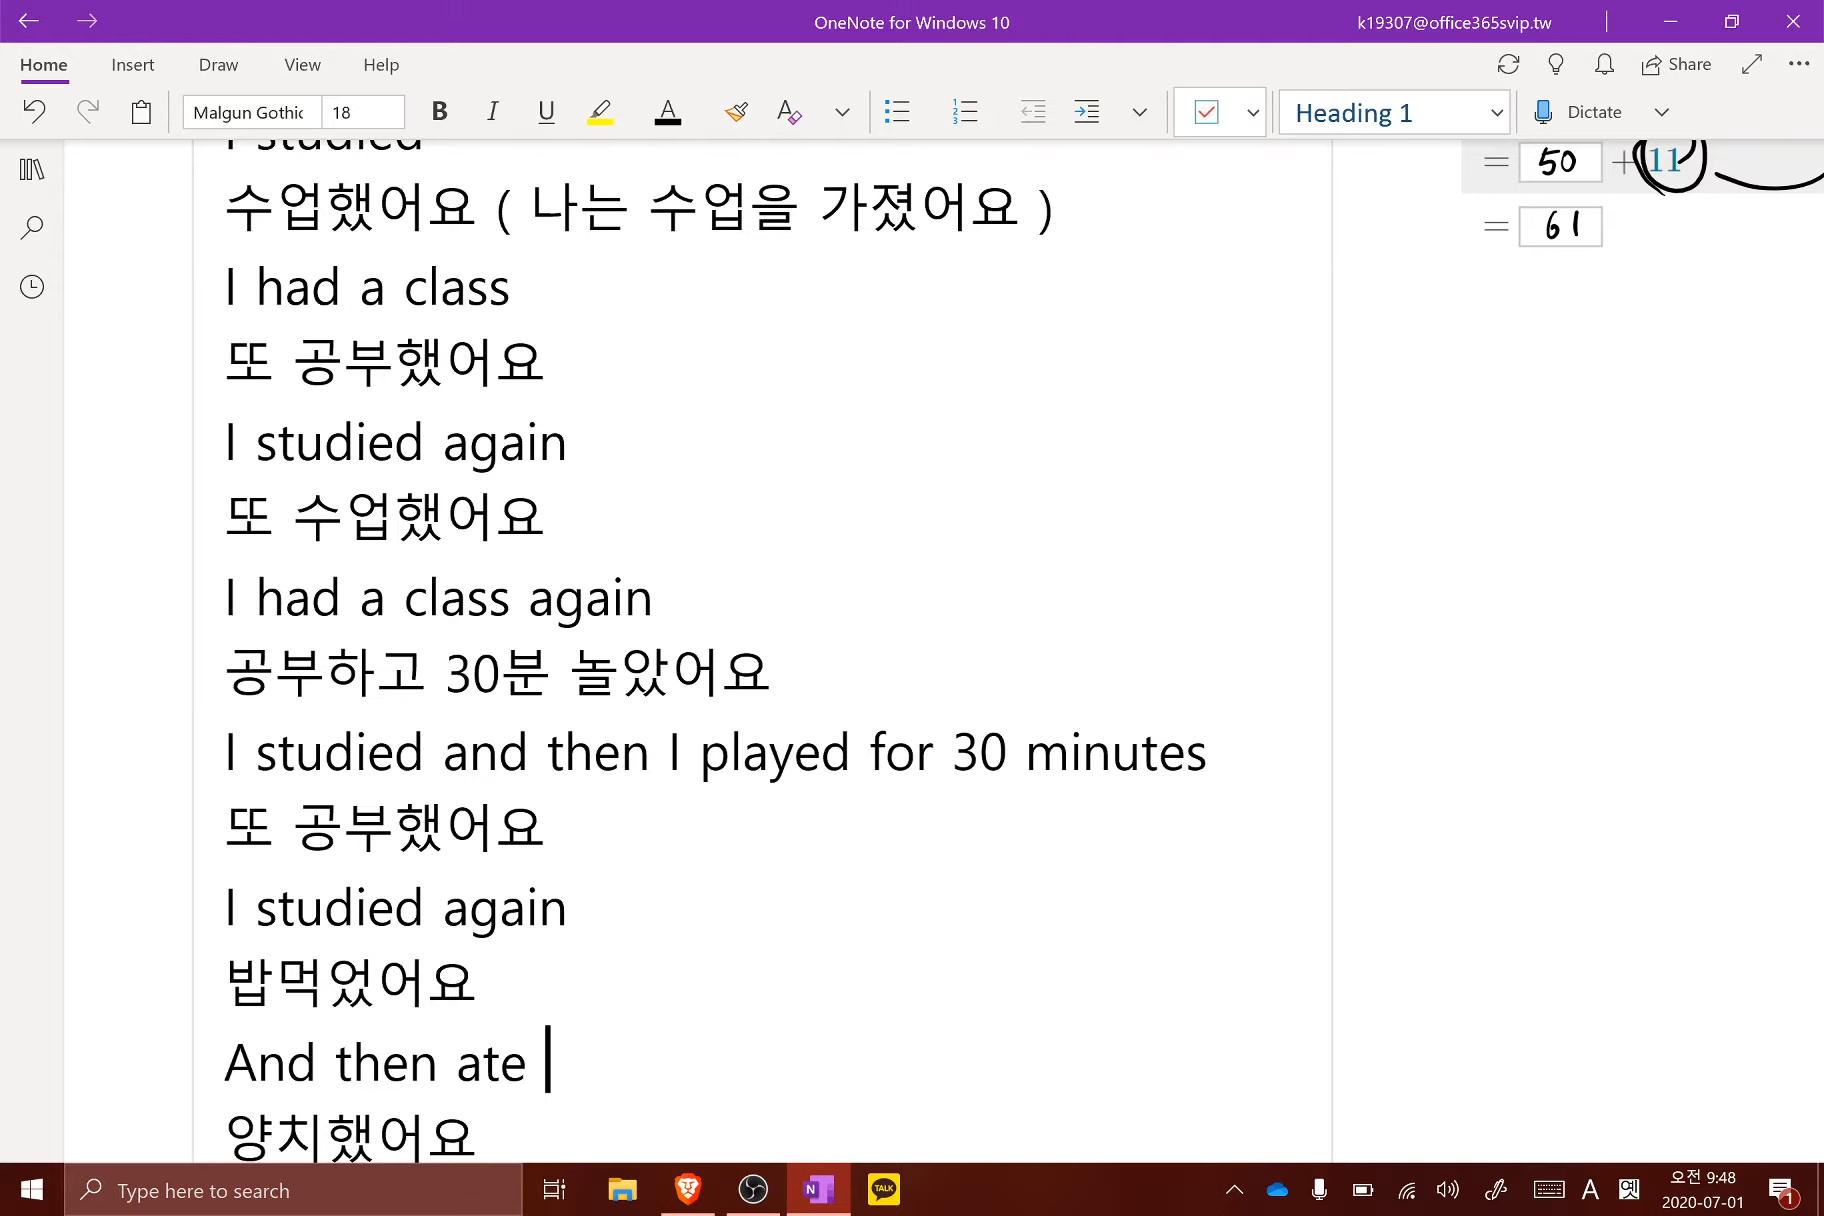 OneNote for Windows 10
k19307@office365svip.tw
Home Insert Draw View Help Share
Malgun Gothic 18 B I U A A Heading 1 Dictate
I studied
수업했어요 ( 나는 수업을 가졌어요 )
I had a class
또 공부했어요
I studied again
또 수업했어요
I had a class again
공부하고 30분 놀았어요
I studied and then I played for 30 minutes
또 공부했어요
I studied again
밥먹었어요
And then ate
양치했어요
= 50 + 11
= 61
Type here to search
N
TALK
A
오전 9:48
2020-07-01
1